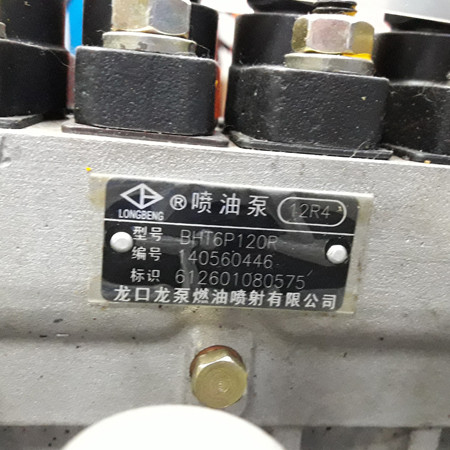 LONGBENG ® 喷油泵 12R4
型号 BHT6P120R
编号 140560446
标识 612601080575
龙口龙泵燃油喷射有限公司